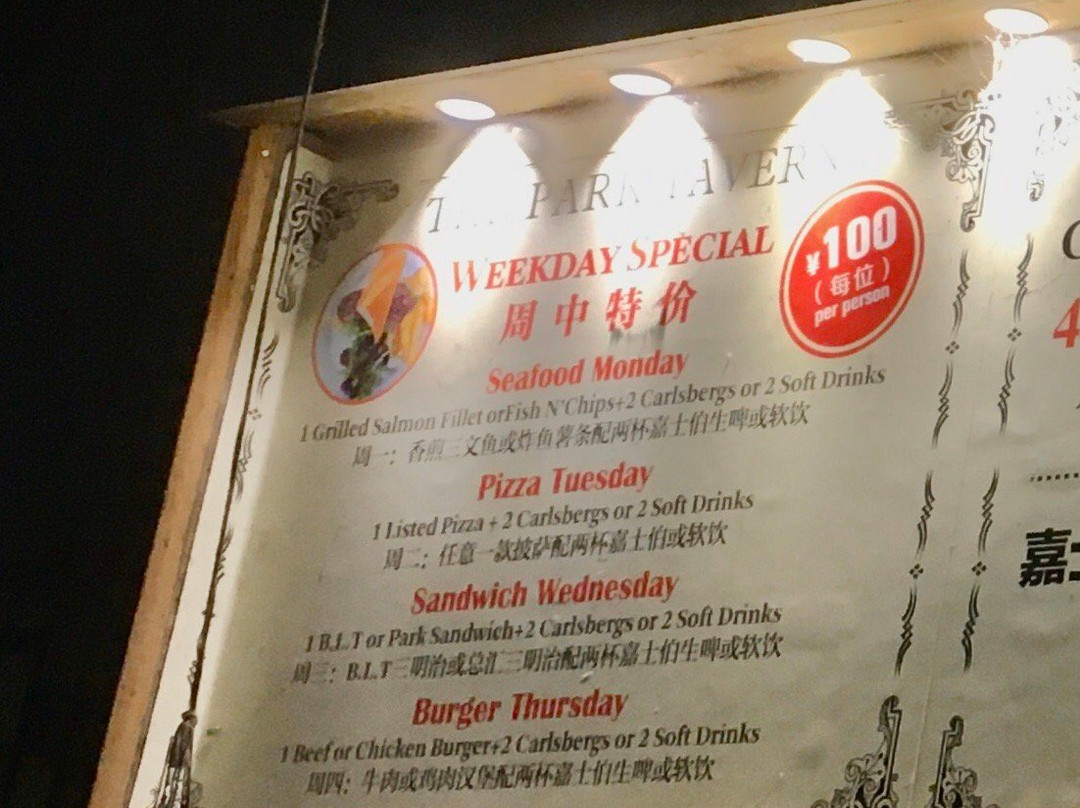 THE PARK TAVERN
WEEKDAY SPECIAL
周中特价
¥100
(每位)
per person
Seafood Monday
1 Grilled Salmon Fillet orFish N'Chips+2 Carlsbergs or 2 Soft Drinks
周一：香煎三文鱼或炸鱼薯条配两杯嘉士伯生啤或软饮
Pizza Tuesday
1 Listed Pizza + 2 Carlsbergs or 2 Soft Drinks
周二：任意一款披萨配两杯嘉士伯或软饮
Sandwich Wednesday
1 B.L.T or Park Sandwich+2 Carlsbergs or 2 Soft Drinks
周三：B.L.T三明治或总汇三明治配两杯嘉士伯生啤或软饮
Burger Thursday
1 Beef or Chicken Burger+2 Carlsbergs or 2 Soft Drinks
周四：牛肉或鸡肉汉堡配两杯嘉士伯生啤或软饮
4
嘉士